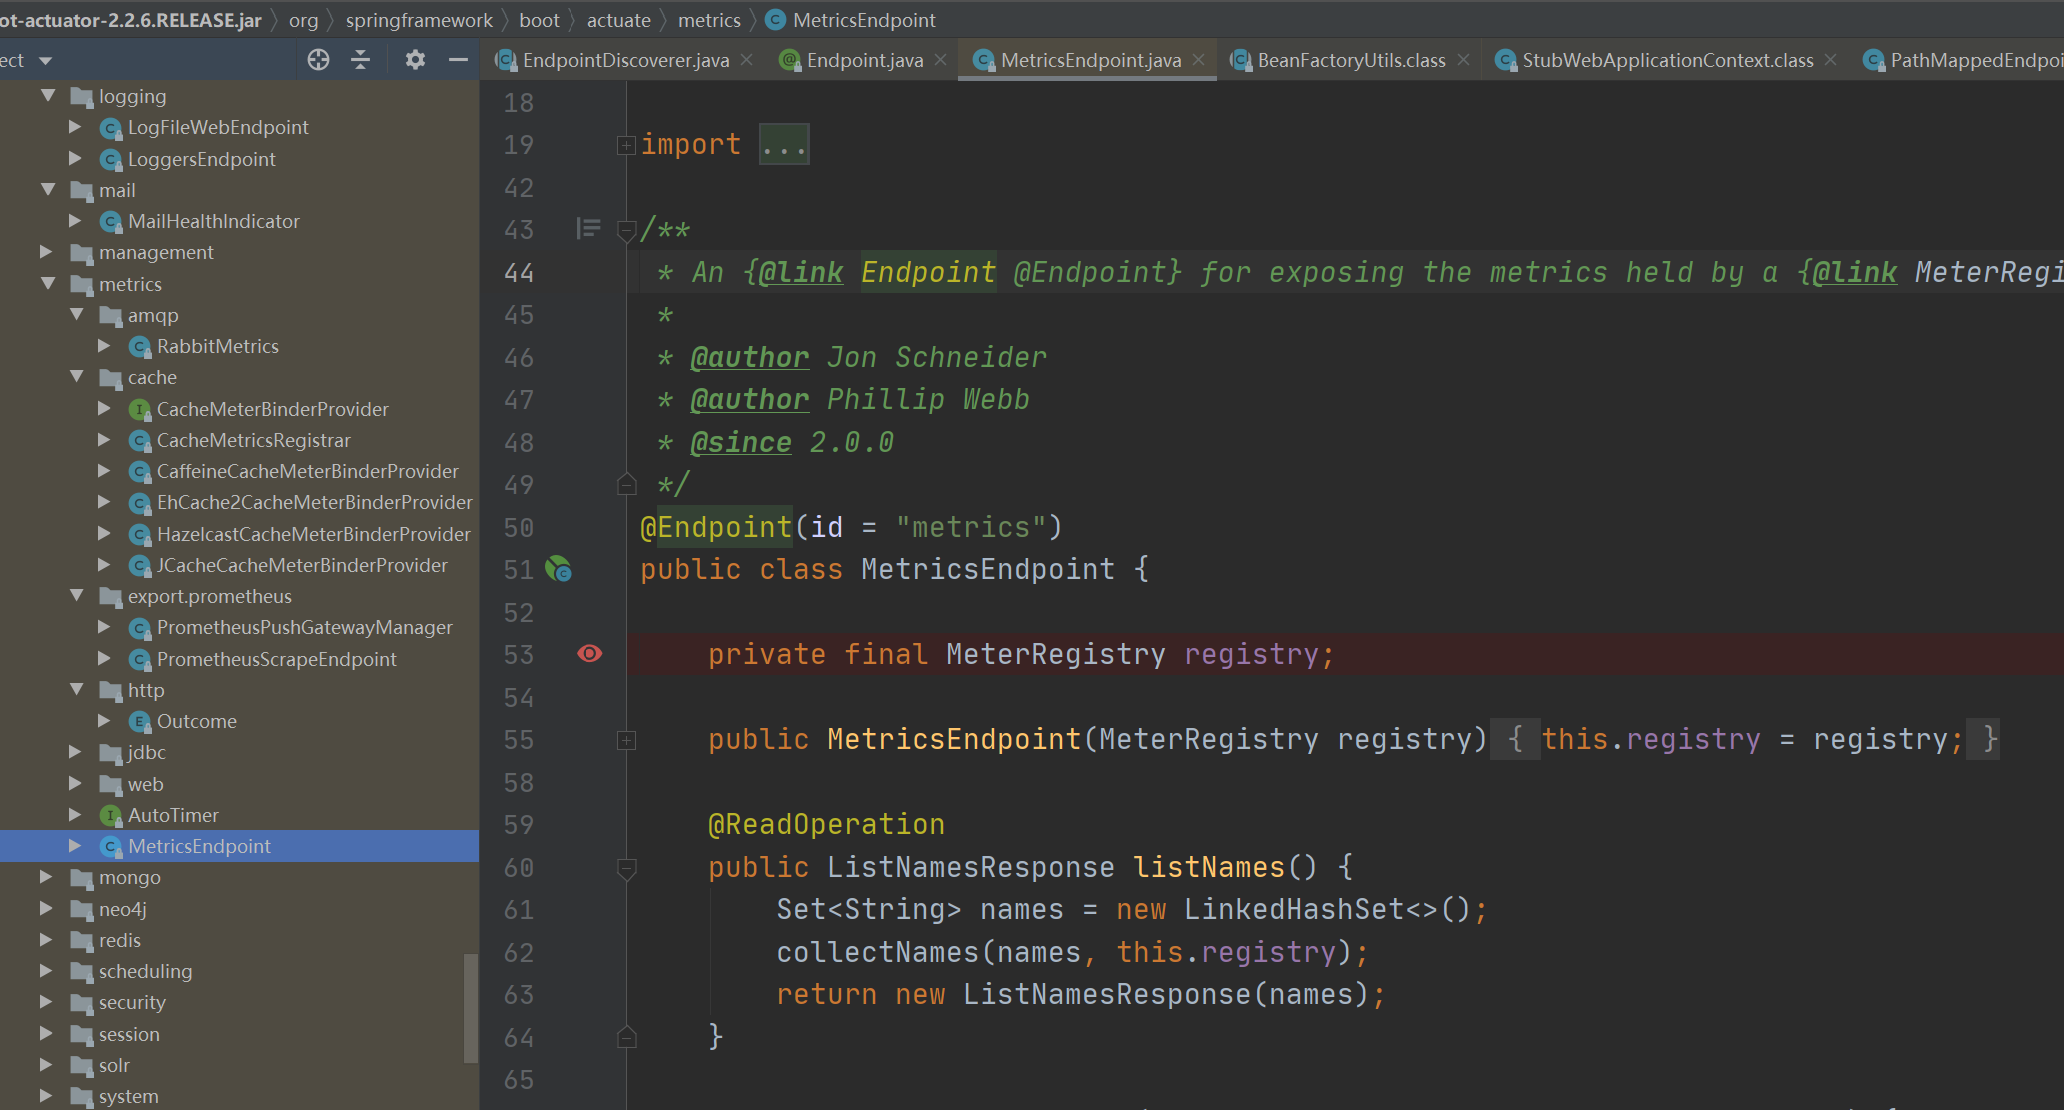 ot-actuator-2.2.6.RELEASE.jar org springframework boot actuate metrics MetricsEndpoint
ect
EndpointDiscoverer.java Endpoint.java MetricsEndpoint.java BeanFactoryUtils.class StubWebApplicationContext.class PathMappedEndpoi
logging
LogFileWebEndpoint
LoggersEndpoint
mail
MailHealthIndicator
management
metrics
amqp
RabbitMetrics
cache
CacheMeterBinderProvider
CacheMetricsRegistrar
CaffeineCacheMeterBinderProvider
EhCache2CacheMeterBinderProvider
HazelcastCacheMeterBinderProvider
JCacheCacheMeterBinderProvider
export.prometheus
PrometheusPushGatewayManager
PrometheusScrapeEndpoint
http
Outcome
jdbc
web
AutoTimer
MetricsEndpoint
mongo
neo4j
redis
scheduling
security
session
solr
system
18
19 import ...
42
43 /**
44 * An {@link Endpoint @Endpoint} for exposing the metrics held by a {@link MeterRegi
45 *
46 * @author Jon Schneider
47 * @author Phillip Webb
48 * @since 2.0.0
49 */
50 @Endpoint(id = "metrics")
51 public class MetricsEndpoint {
52
53 private final MeterRegistry registry;
54
55 public MetricsEndpoint(MeterRegistry registry) { this.registry = registry; }
58
59 @ReadOperation
60 public ListNamesResponse listNames() {
61 Set<String> names = new LinkedHashSet<>();
62 collectNames(names, this.registry);
63 return new ListNamesResponse(names);
64 }
65